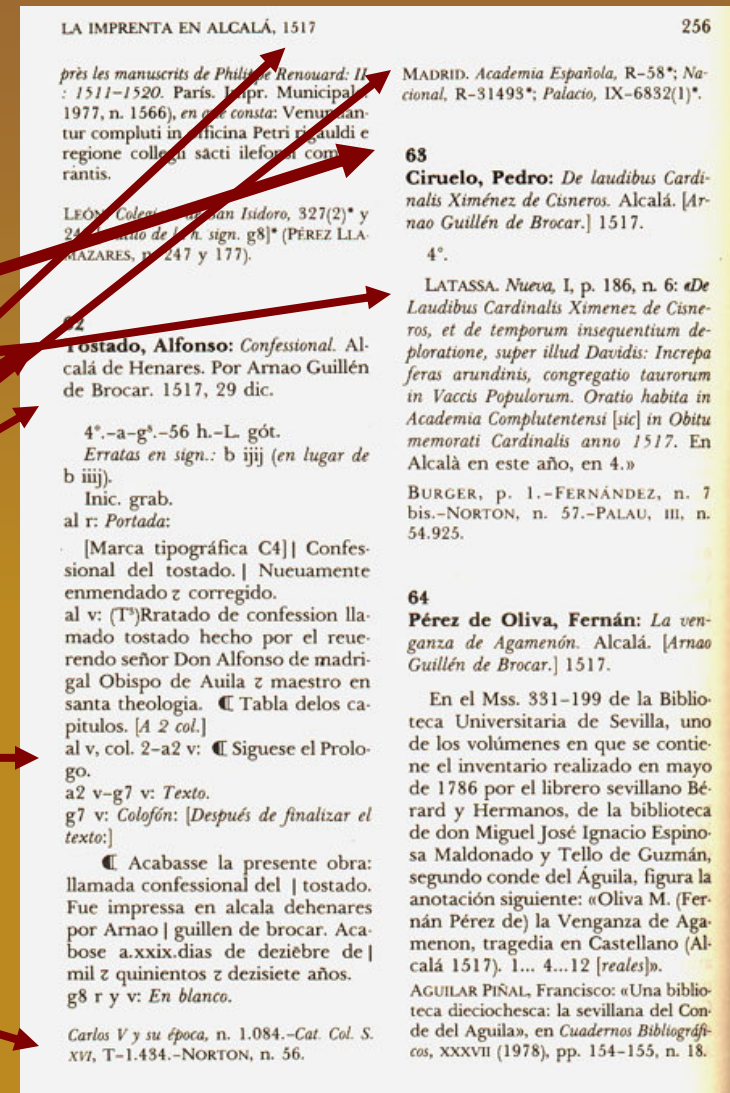 LA IMPRENTA EN ALCALÁ, 1517
256
près les manuscrits de Renouard: II
: 1511-1520. París. Municipale
1977, n. 1566), en consta: Venundan-
tur compluti in officina Petri rigauldi e
regione collegii sācti
rāntis.
LEÓN. San Isidoro, 327(2)* y
de la h. sign. g8]* (PÉREZ LLA-
MAZARES, 247 y 177).
62
Tostado, Alfonso: Confessional. Al-
calá de Henares. Por Arnao Guillén
de Brocar. 1517, 29 dic.
4°.-a-g⁸.-56 h.-L. gót.
Erratas en sign.: b ijij (en lugar de
b iiij).
Inic. grab.
al r: Portada:
[Marca tipográfica C4] | Confes-
sional del tostado. | Nueuamente
enmendado τ corregido.
al v: (T³)Rratado de confession lla-
mado tostado hecho por el reue-
rendo señor Don Alfonso de madri-
gal Obispo de Auila τ maestro en
santa theologia. ⁋ Tabla delos ca-
pitulos. [A 2 col.]
al v, col. 2-a2 v: ⁋ Siguese el Prolo-
go.
a2 v-g7 v: Texto.
g7 v: Colofón: [Después de finalizar el
texto:]
⁋ Acabasse la presente obra:
llamada confessional del | tostado.
Fue impressa en alcala dehenares
por Arnao | guillen de brocar. Aca-
bose a.xxix.dias de deziēbre de |
mil τ quinientos τ dezisiete años.
g8 r y v: En blanco.
Carlos V y su época, n. 1.084.-Cat. Col. S.
XVI, T-1.434.-NORTON, n. 56.
MADRID. Academia Española, R-58*; Na-
cional, R-31493*; Palacio, IX-6832(1)*.
63
Ciruelo, Pedro: De laudibus Cardi-
nalis Ximénez de Cisneros. Alcalá. [Ar-
nao Guillén de Brocar.] 1517.
4°.
LATASSA. Nueva, I, p. 186, n. 6: «De
Laudibus Cardinalis Ximenez de Cisne-
ros, et de temporum insequentium de-
ploratione, super illud Davidis: Increpa
feras arundinis, congregatio taurorum
in Vaccis Populorum. Oratio habita in
Academia Complutentensi [sic] in Obitu
memorati Cardinalis anno 1517. En
Alcalà en este año, en 4.»
BURGER, p. 1.-FERNÁNDEZ, n. 7
bis.-NORTON, n. 57.-PALAU, III, n.
54.925.
64
Pérez de Oliva, Fernán: La ven-
ganza de Agamenón. Alcalá. [Arnao
Guillén de Brocar.] 1517.
En el Mss. 331-199 de la Biblio-
teca Universitaria de Sevilla, uno
de los volúmenes en que se contie-
ne el inventario realizado en mayo
de 1786 por el librero sevillano Bé-
rard y Hermanos, de la biblioteca
de don Miguel José Ignacio Espino-
sa Maldonado y Tello de Guzmán,
segundo conde del Águila, figura la
anotación siguiente: «Oliva M. (Fer-
nán Pérez de) la Venganza de Aga-
menon, tragedia en Castellano (Al-
calá 1517). 1... 4...12 [reales]».
AGUILAR PIÑAL, Francisco: «Una biblio-
teca dieciochesca: la sevillana del Con-
de del Aguila», en Cuadernos Bibliográfi-
cos, XXXVII (1978), pp. 154-155, n. 18.